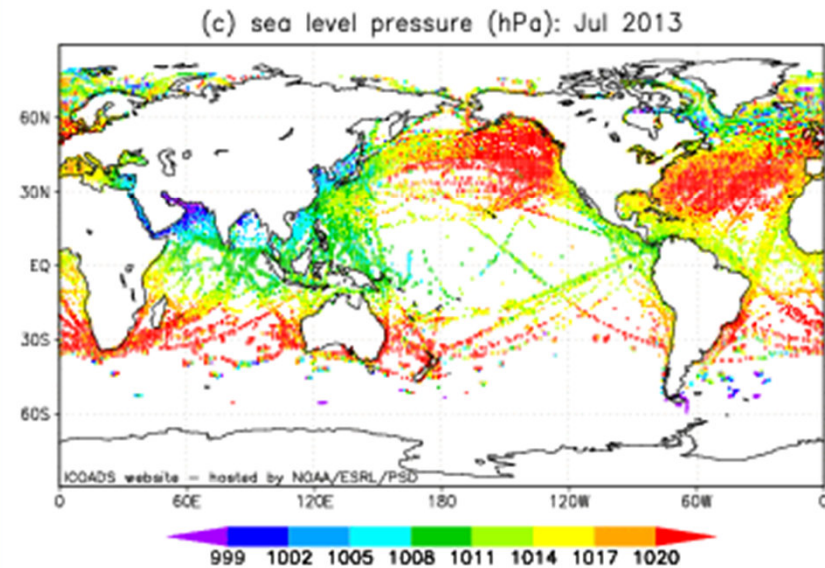 (c) sea level pressure (hPa): Jul 2013
60N
30N
EQ
30S
60S
ICOADS website – hosted by NOAA/ESRL/PSD
0 60E 120E 180 120W 60W 0
999 1002 1005 1008 1011 1014 1017 1020